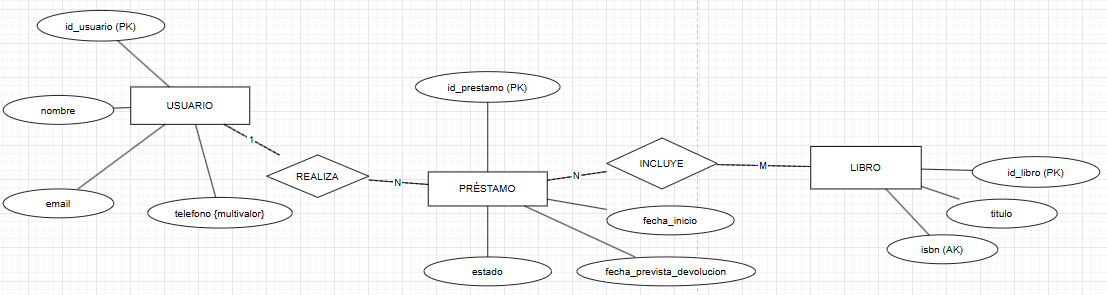 id_usuario (PK)
nombre
USUARIO
email
telefono {multivalor}
1
REALIZA
N
id_prestamo (PK)
PRÉSTAMO
estado
fecha_inicio
fecha_prevista_devolucion
N
INCLUYE
M
LIBRO
id_libro (PK)
titulo
isbn (AK)